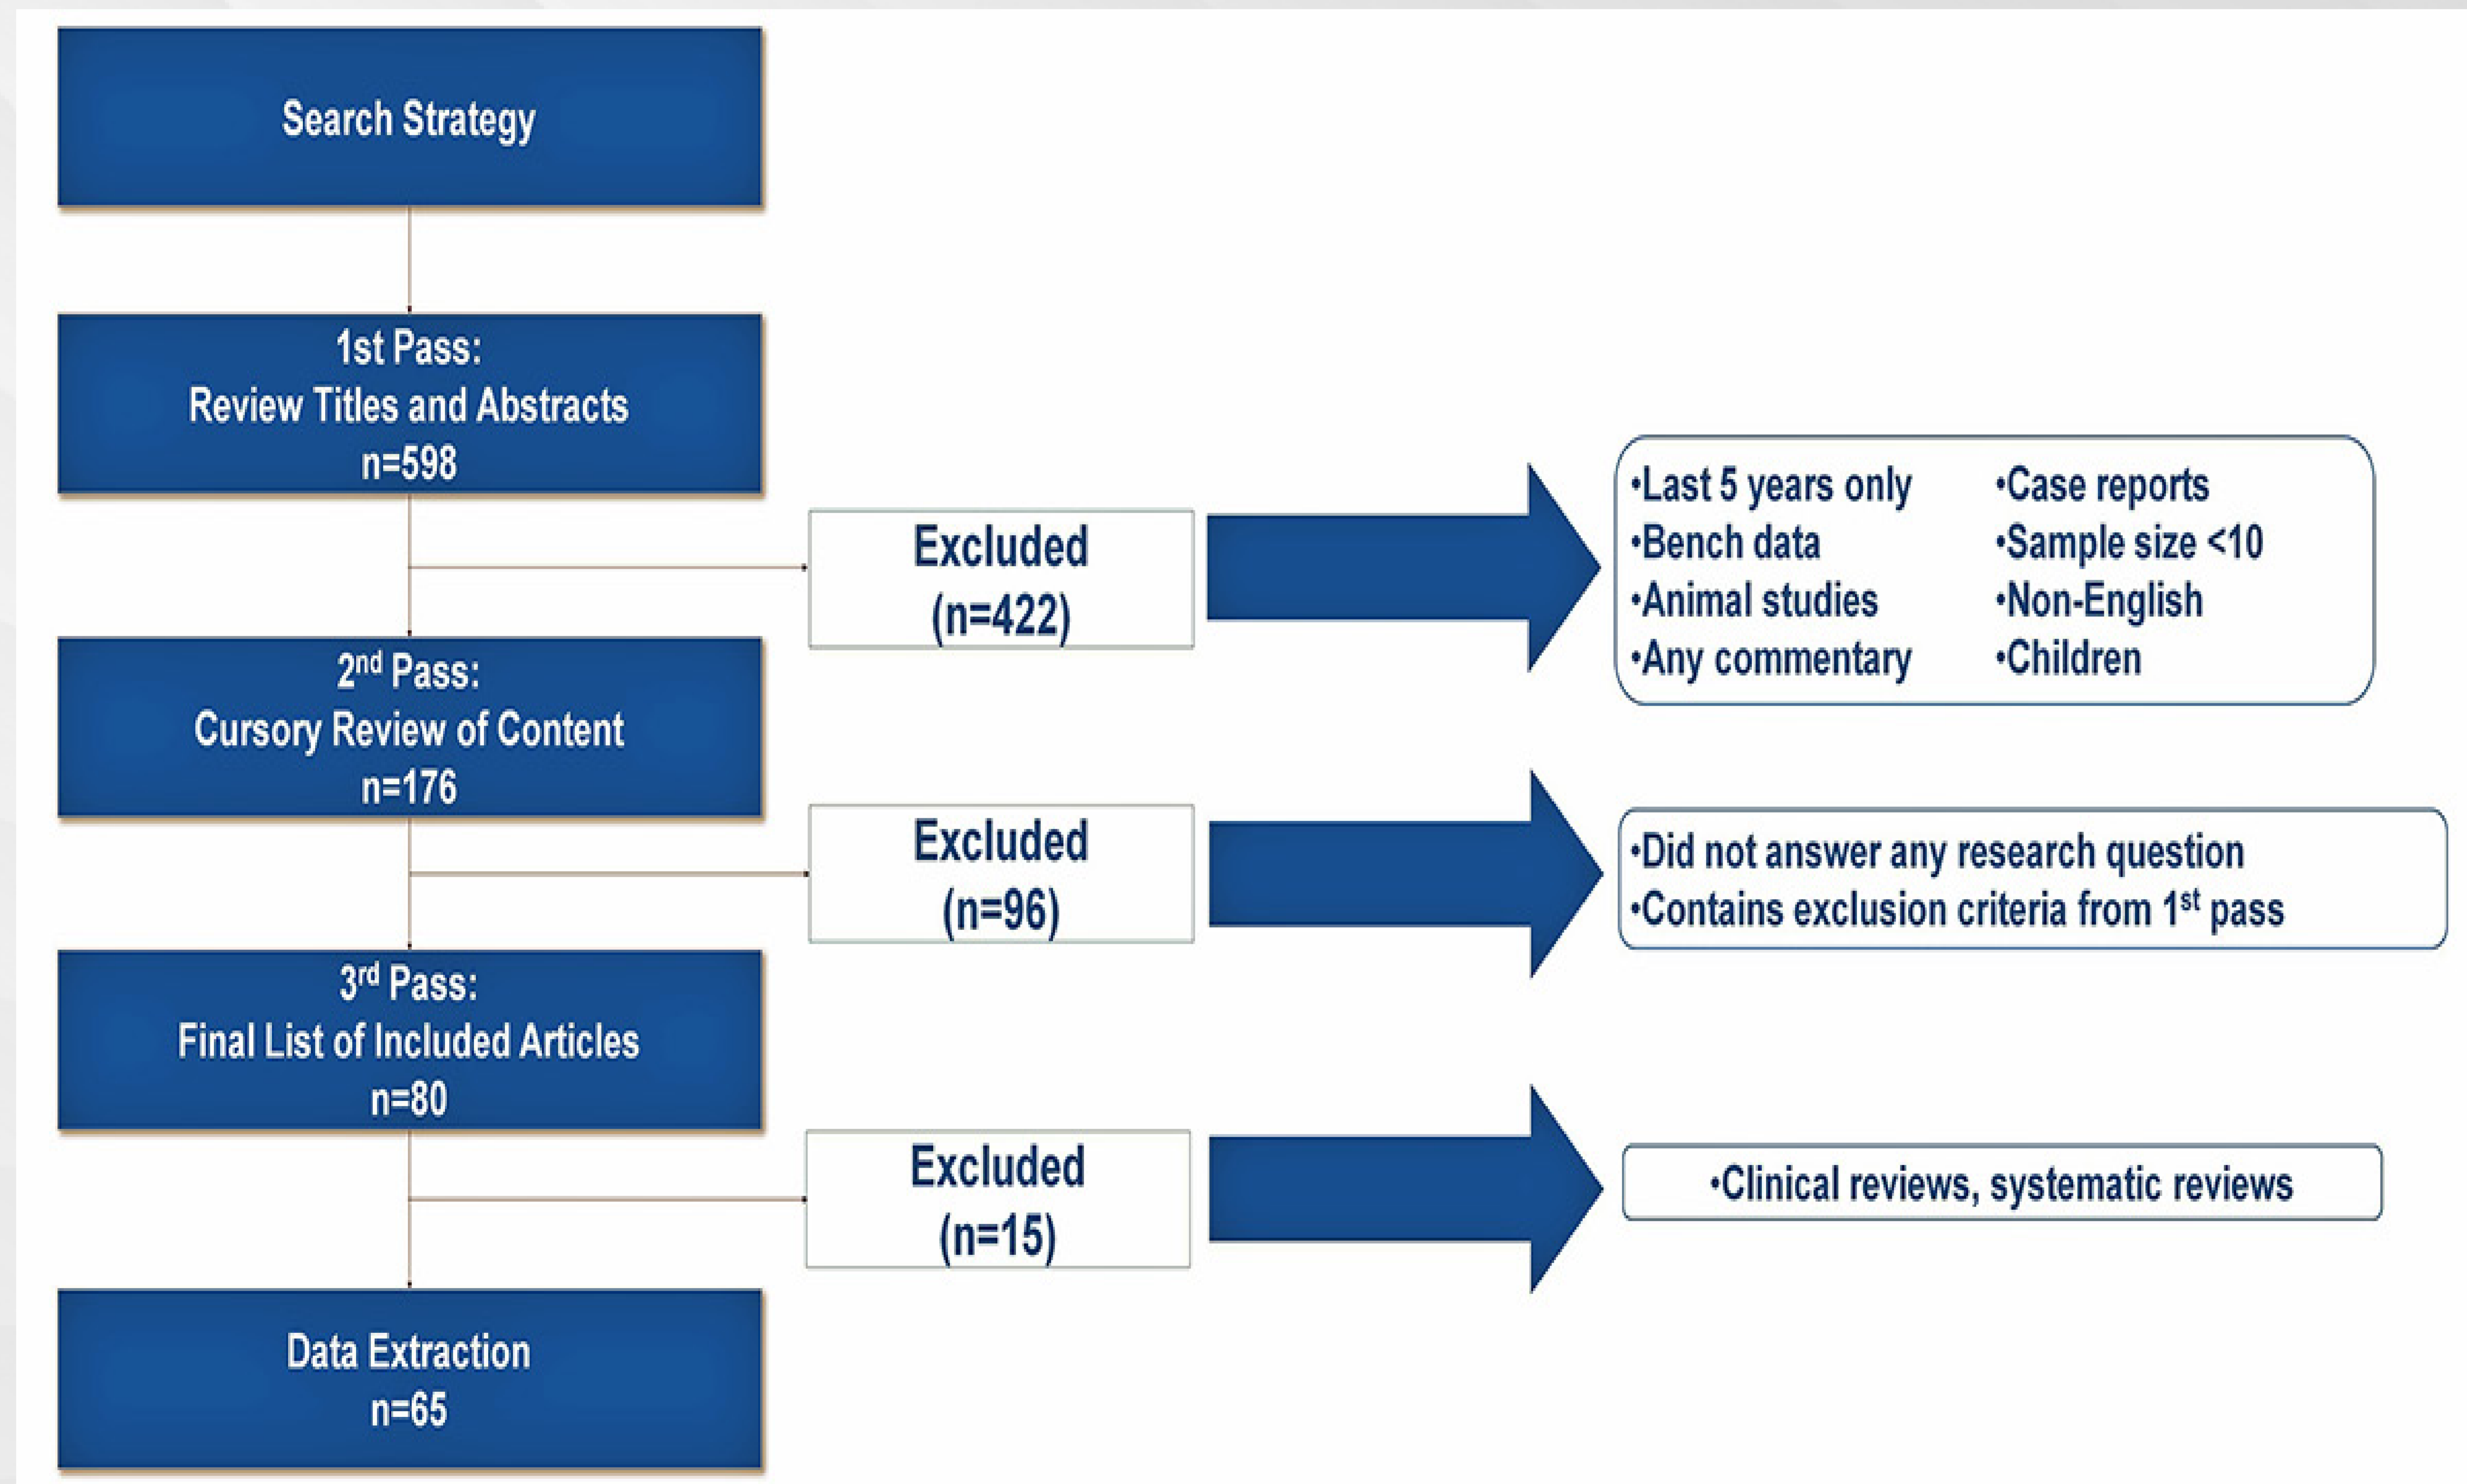 Search Strategy
1st Pass:
Review Titles and Abstracts
n=598
Excluded
(n=422)
•Last 5 years only
•Bench data
•Animal studies
•Any commentary
•Case reports
•Sample size <10
•Non-English
•Children
2nd Pass:
Cursory Review of Content
n=176
Excluded
(n=96)
•Did not answer any research question
•Contains exclusion criteria from 1st pass
3rd Pass:
Final List of Included Articles
n=80
Excluded
(n=15)
•Clinical reviews, systematic reviews
Data Extraction
n=65